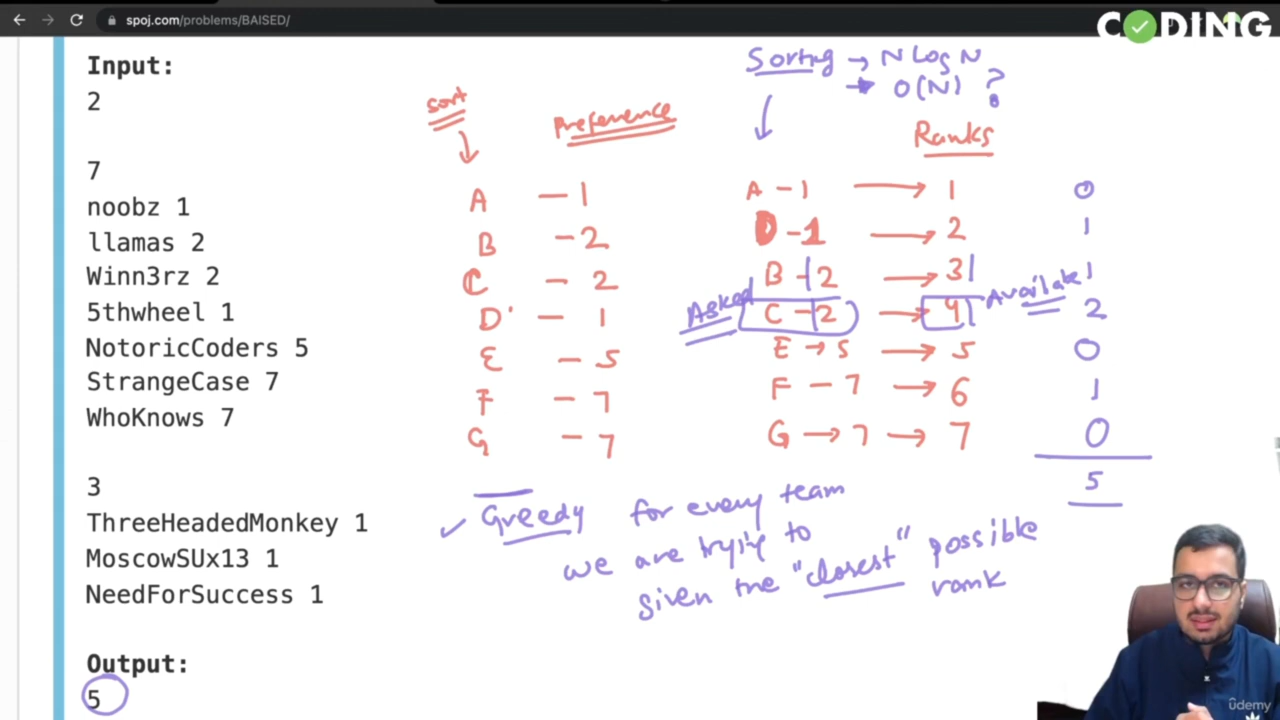 spoj.com/problems/BAISED/
CODING
Input:
2
7
noobz 1
llamas 2
Winn3rz 2
5thwheel 1
NotoricCoders 5
StrangeCase 7
WhoKnows 7
3
ThreeHeadedMonkey 1
MoscowSUx13 1
NeedForSuccess 1
Output:
5
sort
Preference
A — 1
B - 2
C - 2
D - 1
E - 5
F - 7
G - 7
Sorting → N Log N
→ O(N) ?
Ranks
A - 1 → 1 0
D - 1 → 2 1
B - 2 → 3 1
Asked C - 2 → 4 Available 2
E → 5 → 5 0
F - 7 → 6 1
G → 7 → 7 0
5
✓ Greedy for every team
we are trying to
given the "closest" possible
rank
ûdemy